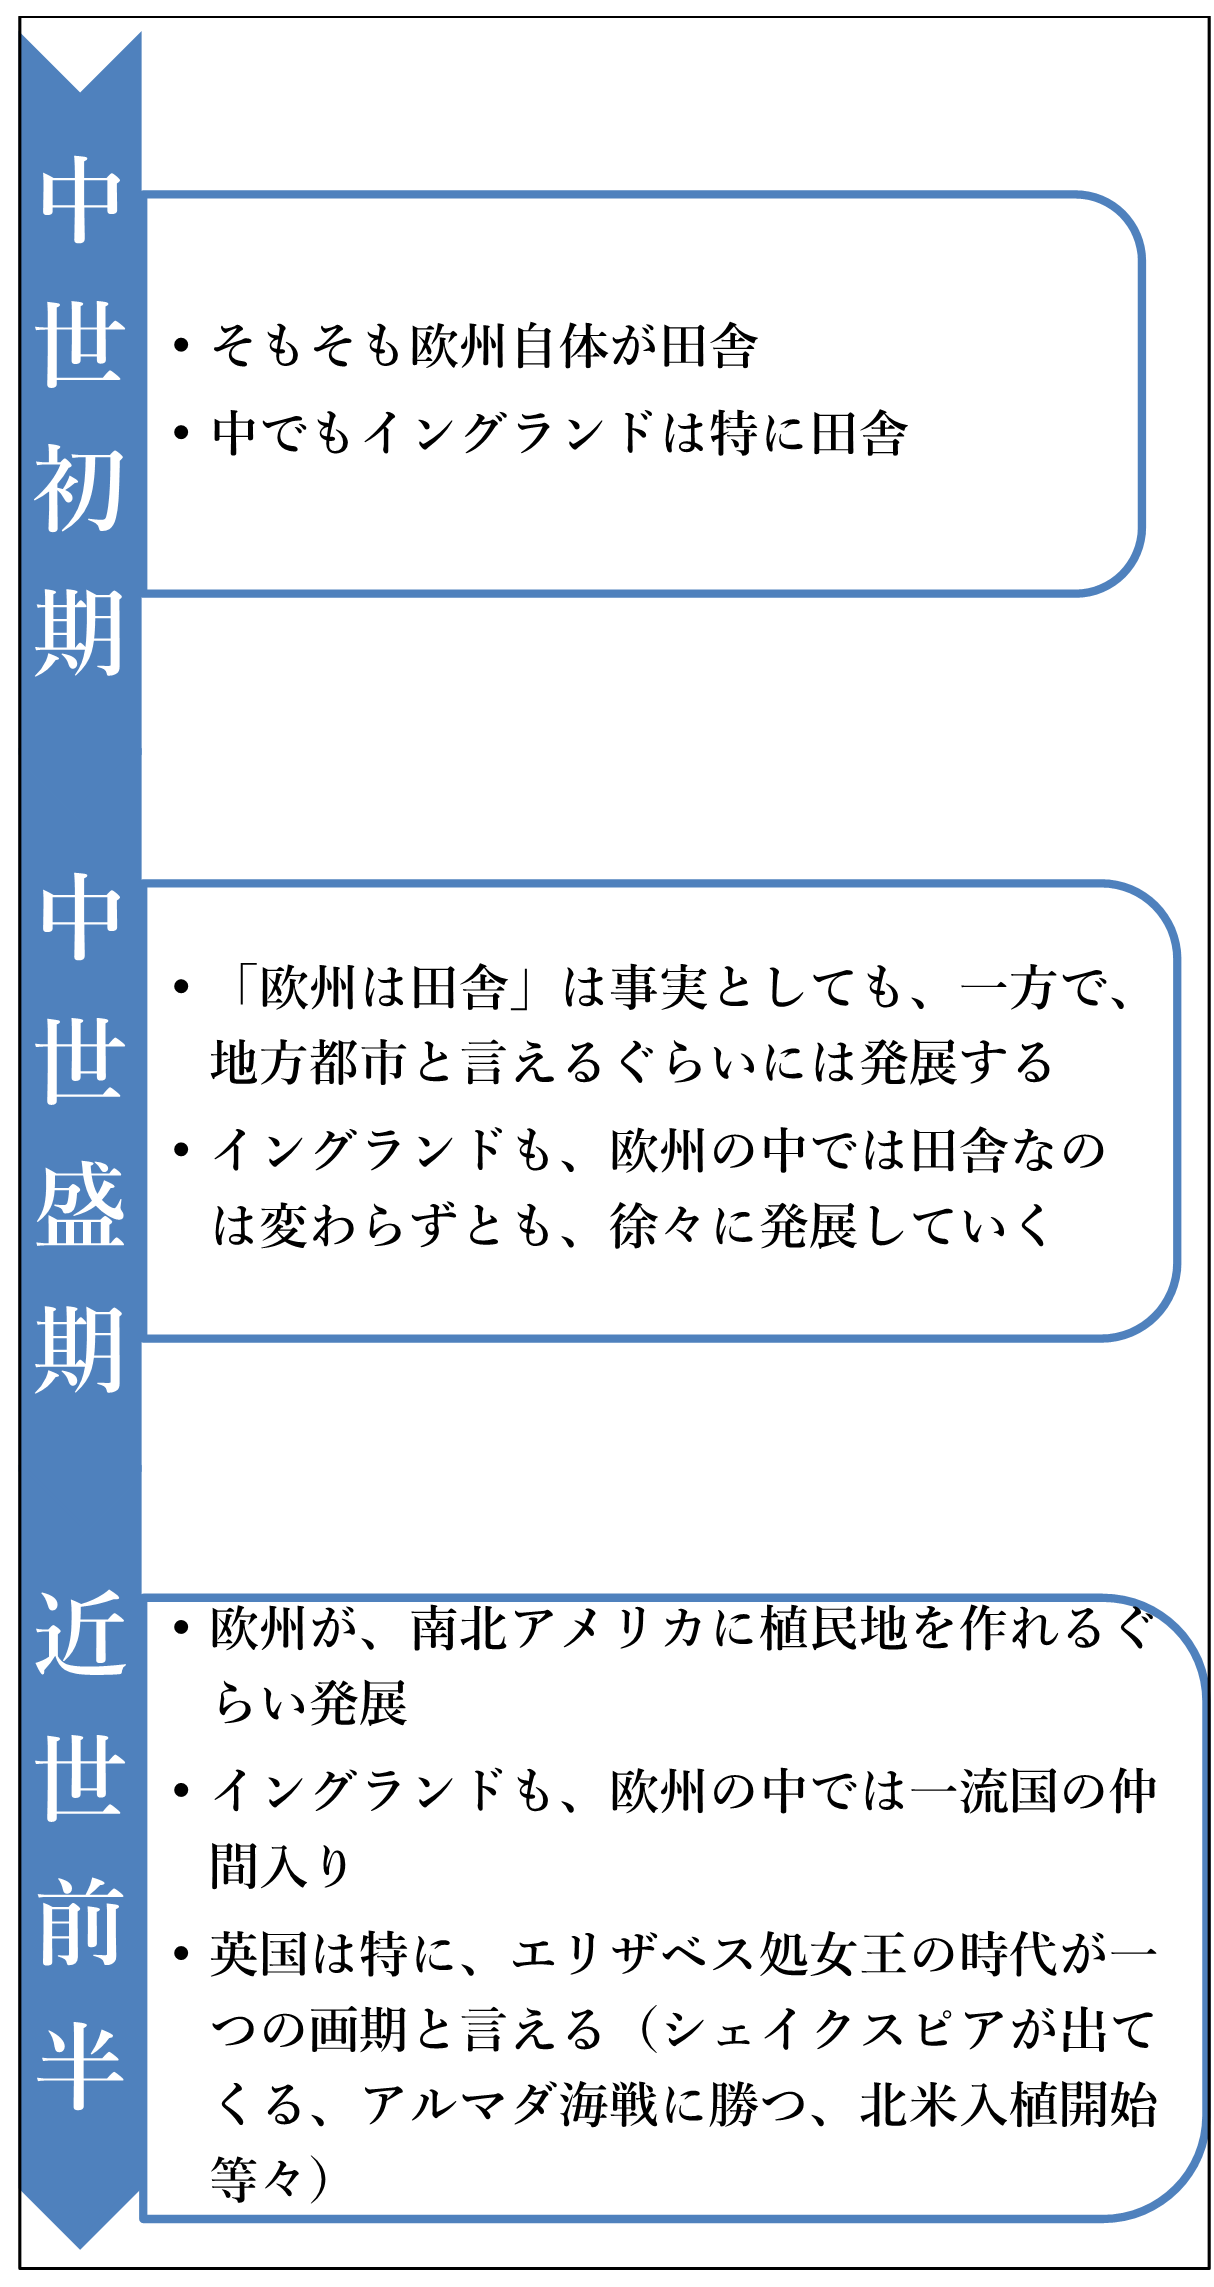 中世初期
・そもそも欧州自体が田舎
・中でもイングランドは特に田舎
中世盛期
・「欧州は田舎」は事実としても、一方で、
地方都市と言えるぐらいには発展する
・イングランドも、欧州の中では田舎なの
は変わらずとも、徐々に発展していく
近世前半
・欧州が、南北アメリカに植民地を作れるぐ
らい発展
・イングランドも、欧州の中では一流国の仲
間入り
・英国は特に、エリザベス処女王の時代が一
つの画期と言える（シェイクスピアが出て
くる、アルマダ海戦に勝つ、北米入植開始
等々）